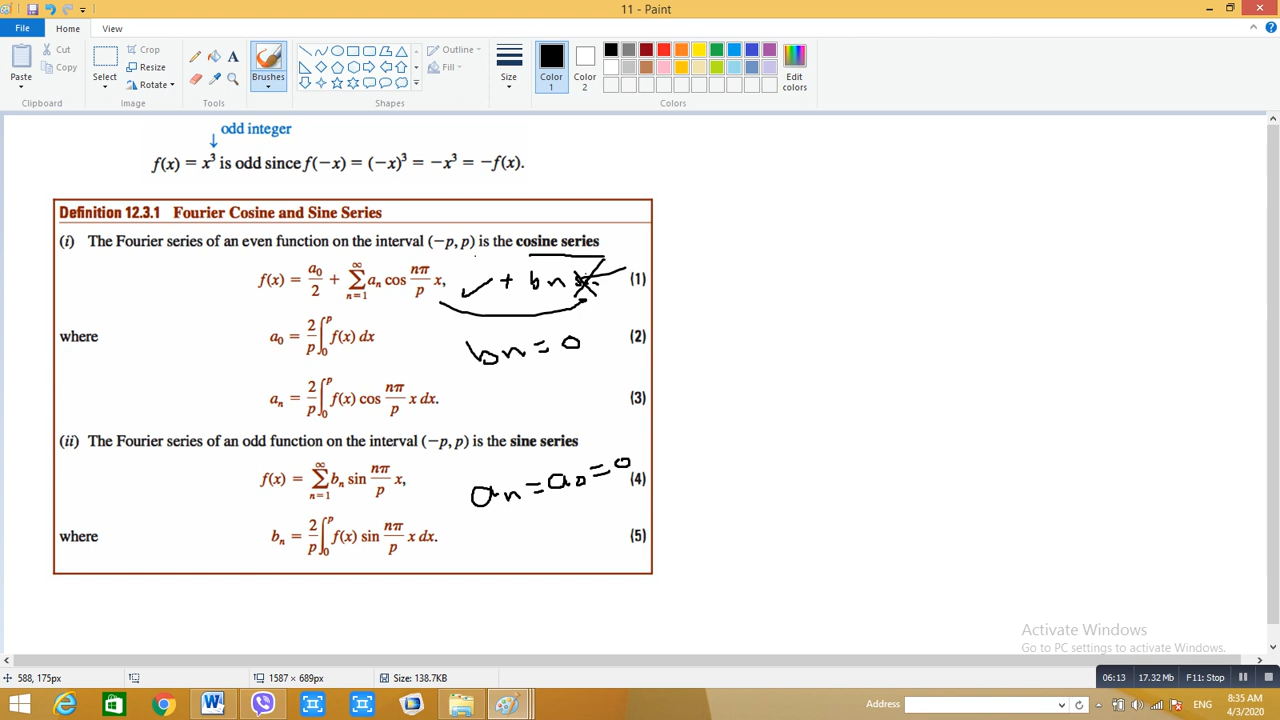 11 - Paint
File Home View
Paste Cut Copy Clipboard
Select Crop Resize Rotate Image
Tools
Brushes
Outline Fill Shapes
Size
Color 1 Color 2 Edit colors Colors
odd integer
↓
f(x) = x³ is odd since f(−x) = (−x)³ = −x³ = −f(x).
Definition 12.3.1 Fourier Cosine and Sine Series
(i) The Fourier series of an even function on the interval (−p, p) is the cosine series
f(x) = a₀/2 + ∑_{n=1}^{∞} aₙ cos nπ/p x, + bn (1)
where a₀ = 2/p ∫₀^p f(x) dx (2)
bn = 0
aₙ = 2/p ∫₀^p f(x) cos nπ/p x dx. (3)
(ii) The Fourier series of an odd function on the interval (−p, p) is the sine series
f(x) = ∑_{n=1}^{∞} bₙ sin nπ/p x, an = a0 = 0 (4)
where bₙ = 2/p ∫₀^p f(x) sin nπ/p x dx. (5)
Activate Windows
Go to PC settings to activate Windows.
588, 175px 1587 × 689px Size: 138.7KB 100%
06:13 17.32 Mb F11: Stop
Address ENG 8:35 AM
4/3/2020